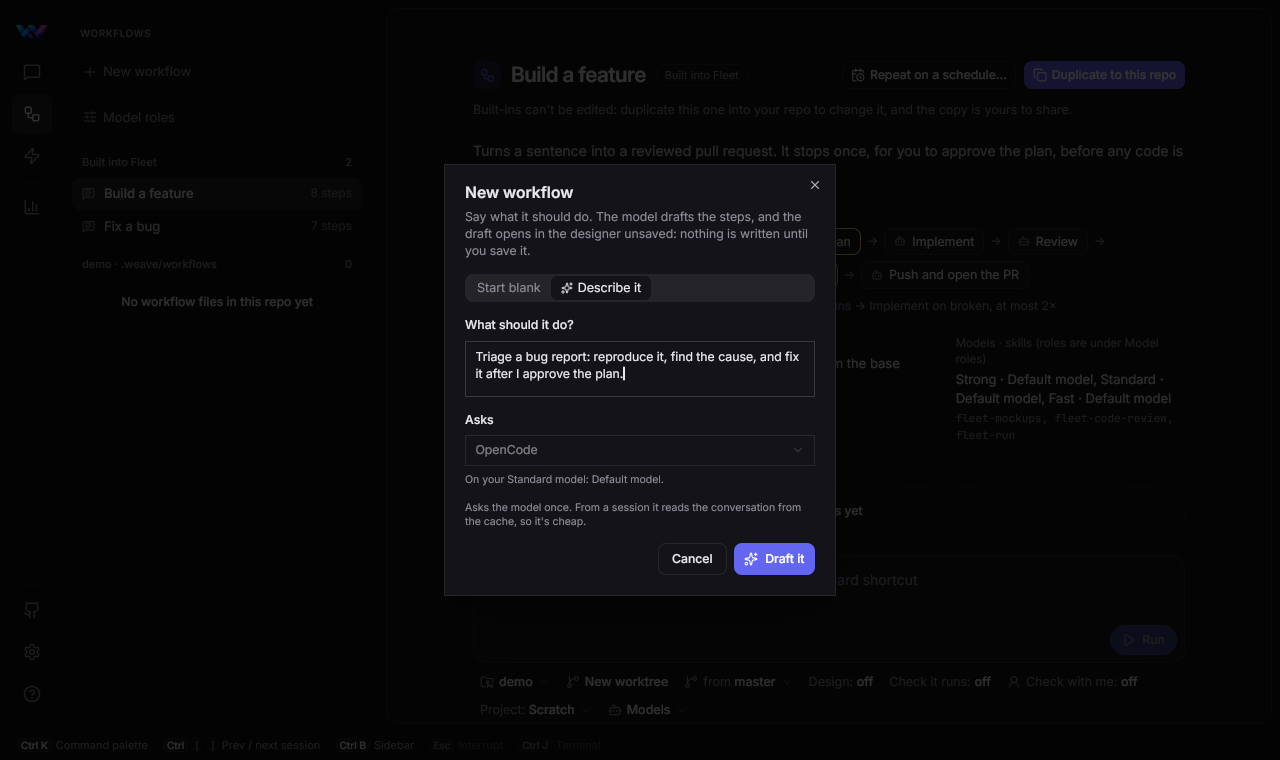 WORKFLOWS
New workflow
Model roles
Built into Fleet 2
Build a feature 8 steps
Fix a bug 7 steps
demo · .weave/workflows 0
No workflow files in this repo yet
Build a feature Built into Fleet Repeat on a schedule... Duplicate to this repo
Built-ins can't be edited: duplicate this one into your repo to change it, and the copy is yours to share.
Turns a sentence into a reviewed pull request. It stops once, for you to approve the plan, before any code is
an → Implement → Review →
→ Push and open the PR
ns → Implement on broken, at most 2×
m the base
Models · skills (roles are under Model
roles)
Strong · Default model, Standard ·
Default model, Fast · Default model
fleet-mockups, fleet-code-review,
fleet-run
s yet
ard shortcut
Run
New workflow
Say what it should do. The model drafts the steps, and the
draft opens in the designer unsaved: nothing is written until
you save it.
Start blank Describe it
What should it do?
Triage a bug report: reproduce it, find the cause, and fix
it after I approve the plan.
Asks
OpenCode
On your Standard model: Default model.
Asks the model once. From a session it reads the conversation from
the cache, so it's cheap.
Cancel Draft it
demo New worktree from master Design: off Check it runs: off Check with me: off
Project: Scratch Models
Ctrl K Command palette Ctrl [ ] Prev / next session Ctrl B Sidebar Esc Interrupt Ctrl J Terminal